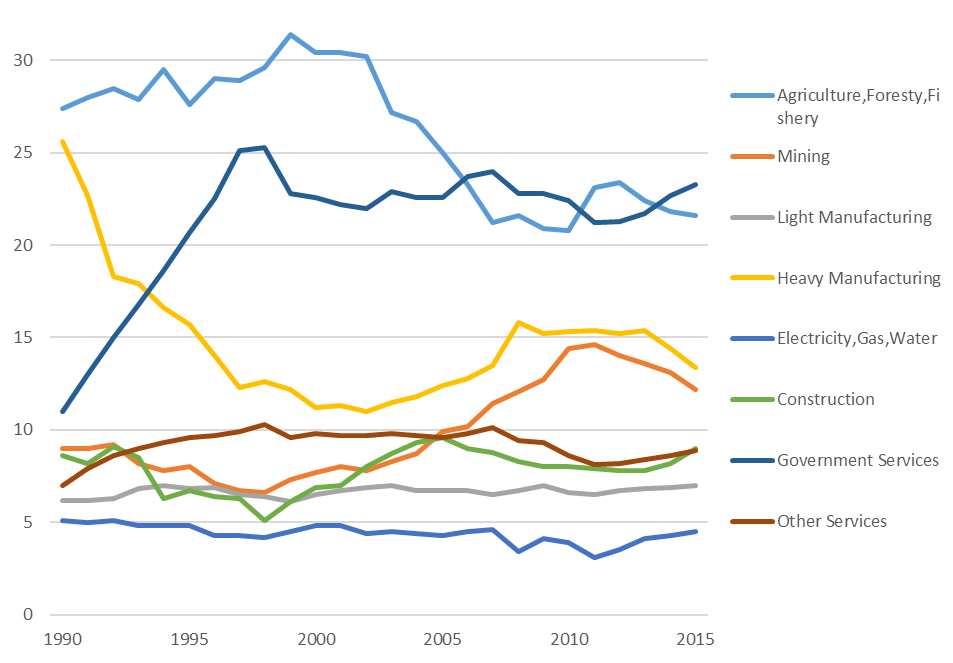 30
25
20
15
10
5
0
1990 1995 2000 2005 2010 2015
Agriculture,Foresty,Fi
shery
Mining
Light Manufacturing
Heavy Manufacturing
Electricity,Gas,Water
Construction
Government Services
Other Services